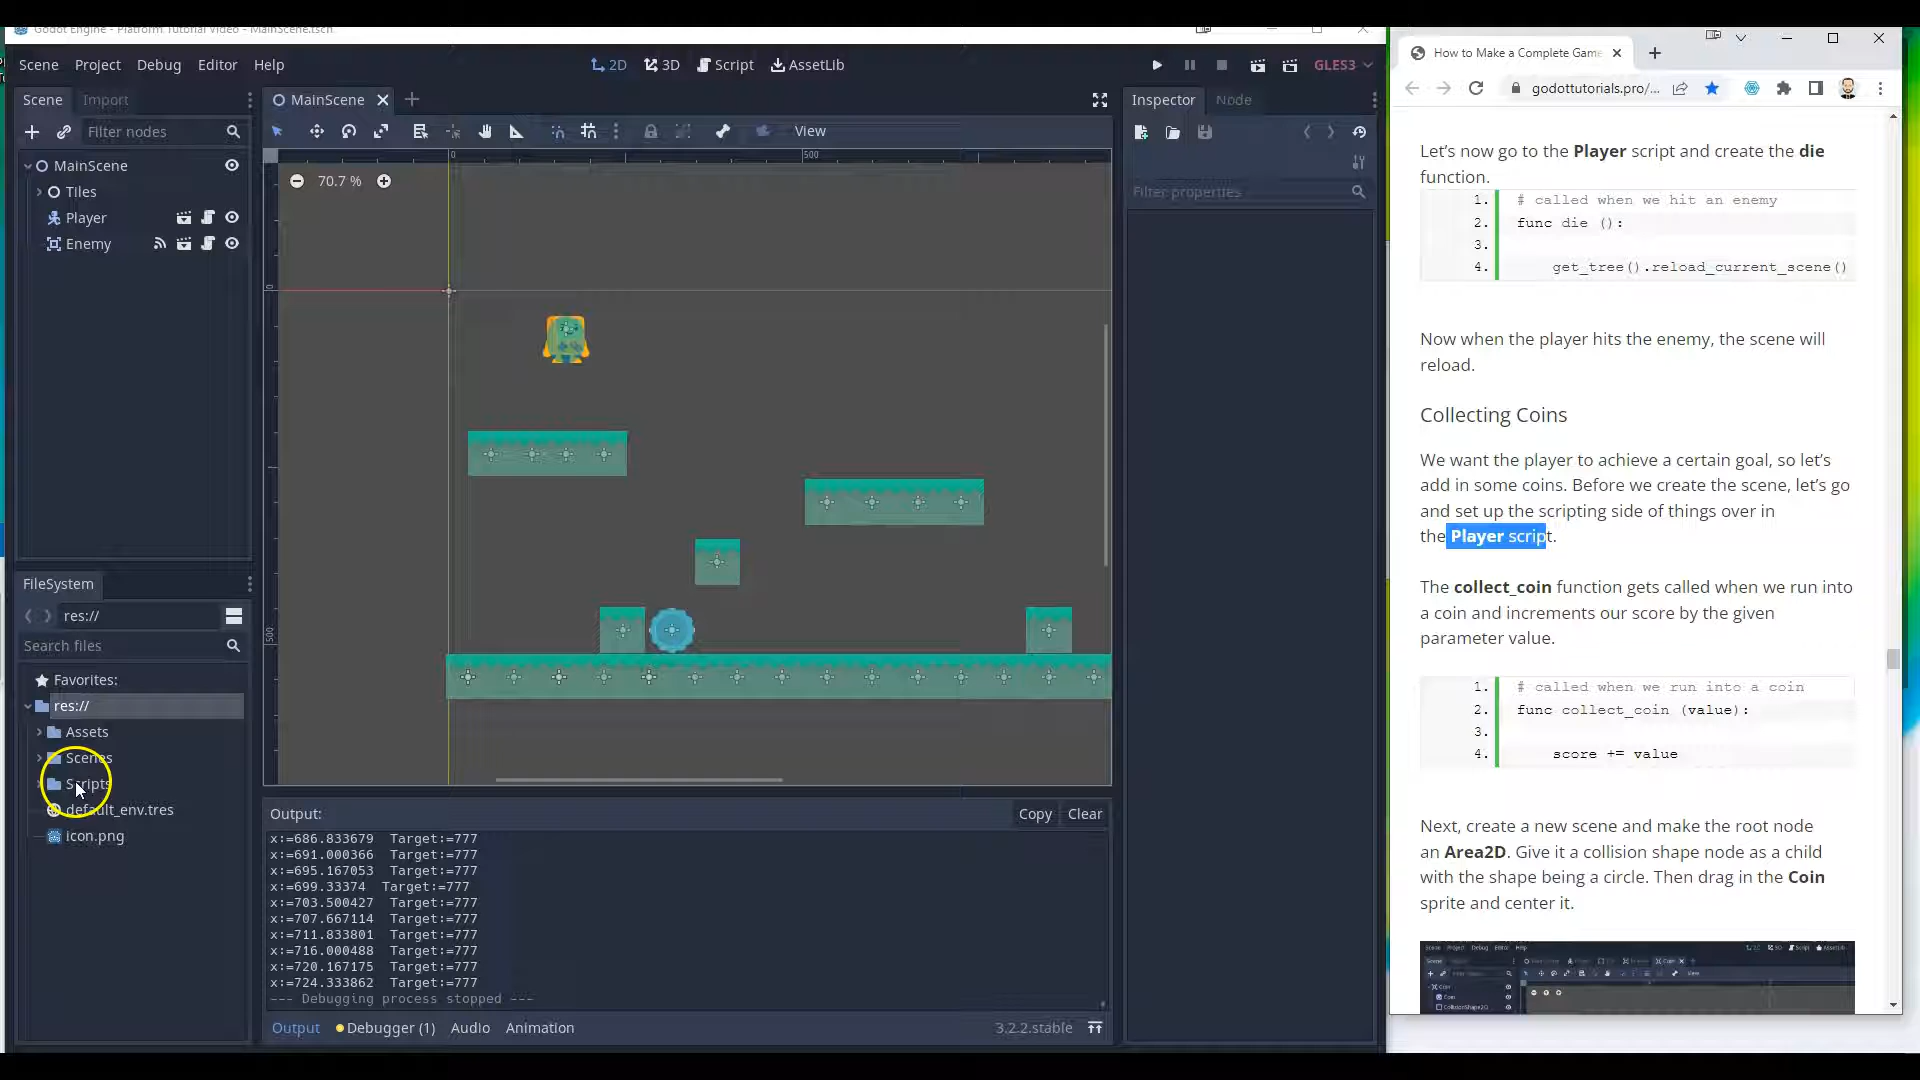 Godot Engine - Platform Tutorial Video - MainScene.tscn
Scene Project Debug Editor Help
2D 3D Script AssetLib
GLES3
Scene Import
Filter nodes
MainScene
Tiles
Player
Enemy
MainScene
View
0 500
70.7 %
0
500
Inspector Node
Filter properties
FileSystem
res://
Search files
Favorites:
res://
Assets
Scenes
Scripts
default_env.tres
icon.png
Output: Copy Clear
x:=686.833679 Target:=777
x:=691.000366 Target:=777
x:=695.167053 Target:=777
x:=699.33374 Target:=777
x:=703.500427 Target:=777
x:=707.667114 Target:=777
x:=711.833801 Target:=777
x:=716.000488 Target:=777
x:=720.167175 Target:=777
x:=724.333862 Target:=777
--- Debugging process stopped ---
Output Debugger (1) Audio Animation 3.2.2.stable
How to Make a Complete Game
godottutorials.pro/...
Let’s now go to the Player script and create the die
function.
1. # called when we hit an enemy
2. func die ():
3.
4. get_tree().reload_current_scene()
Now when the player hits the enemy, the scene will
reload.
Collecting Coins
We want the player to achieve a certain goal, so let’s
add in some coins. Before we create the scene, let’s go
and set up the scripting side of things over in
the Player script.
The collect_coin function gets called when we run into
a coin and increments our score by the given
parameter value.
1. # called when we run into a coin
2. func collect_coin (value):
3.
4. score += value
Next, create a new scene and make the root node
an Area2D. Give it a collision shape node as a child
with the shape being a circle. Then drag in the Coin
sprite and center it.